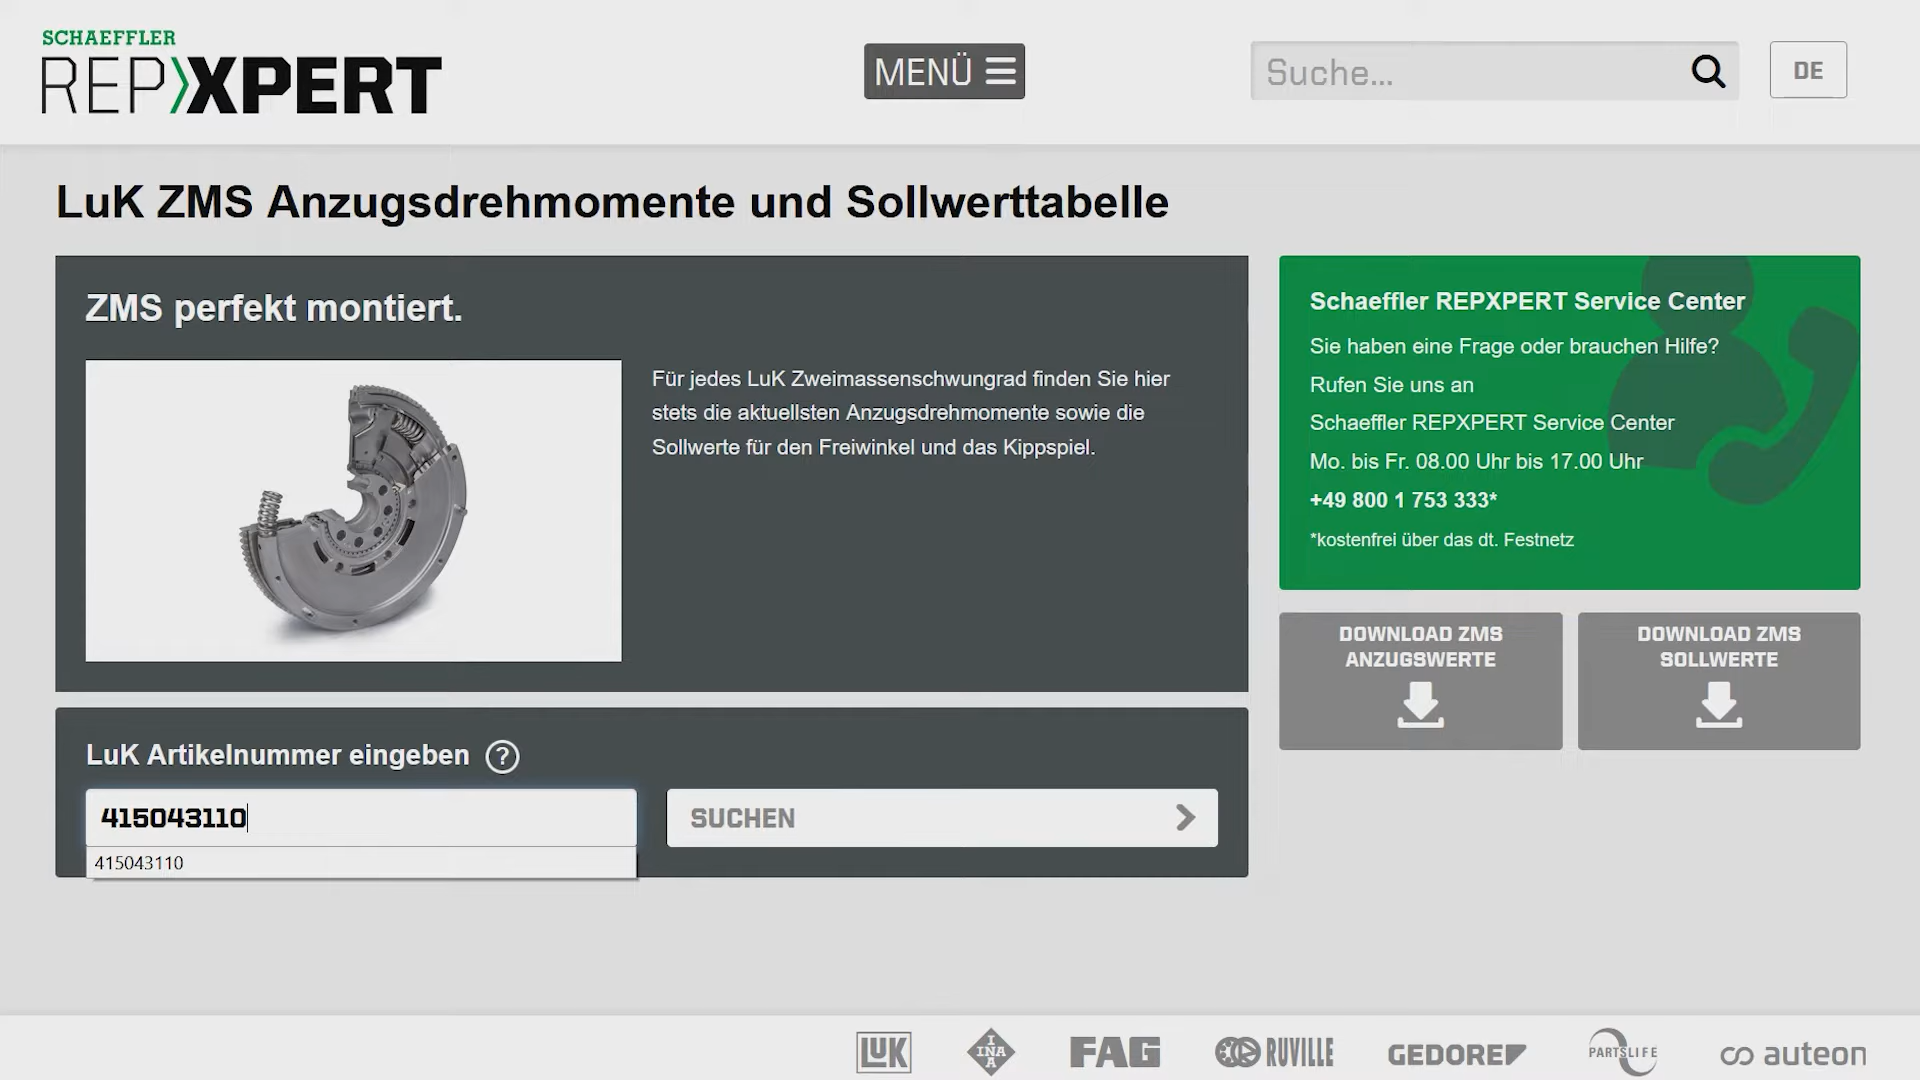 SCHAEFFLER
REPXPERT
MENÜ
Suche...
DE
LuK ZMS Anzugsdrehmomente und Sollwerttabelle
ZMS perfekt montiert.
Für jedes LuK Zweimassenschwungrad finden Sie hier
stets die aktuellsten Anzugsdrehmomente sowie die
Sollwerte für den Freiwinkel und das Kippspiel.
Schaeffler REPXPERT Service Center
Sie haben eine Frage oder brauchen Hilfe?
Rufen Sie uns an
Schaeffler REPXPERT Service Center
Mo. bis Fr. 08.00 Uhr bis 17.00 Uhr
+49 800 1 753 333*
*kostenfrei über das dt. Festnetz
DOWNLOAD ZMS
ANZUGSWERTE
DOWNLOAD ZMS
SOLLWERTE
LuK Artikelnummer eingeben ?
415043110
SUCHEN
415043110
LUK
INA
FAG
RUVILLE
GEDORE
PARTSLIFE
auteon